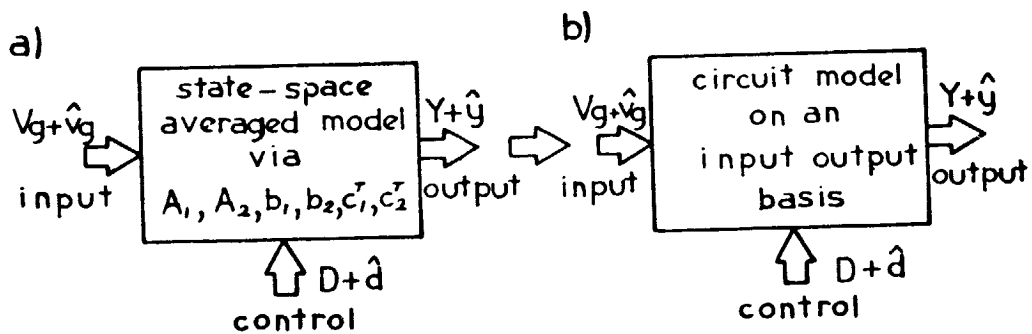 a)
state-space
averaged model
via
A₁, A₂, b₁, b₂, c₁ᵀ, c₂ᵀ
Vg+v̂g
input
Y+ŷ
output
D+d̂
control
b)
circuit model
on an
input output
basis
Vg+v̂g
input
Y+ŷ
output
D+d̂
control